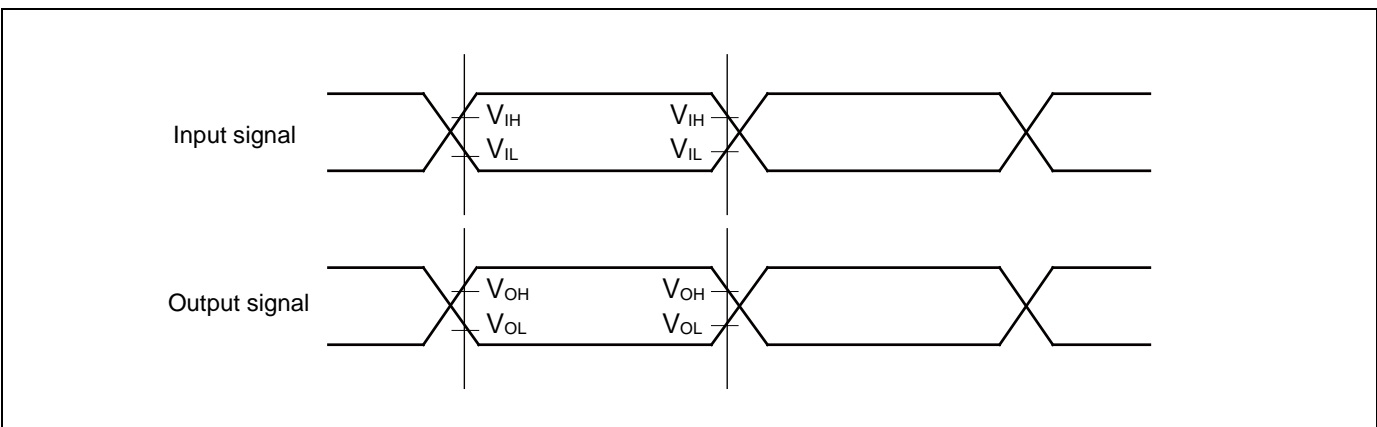 V_IH V_IH
Input signal
V_IL V_IL
V_OH V_OH
Output signal
V_OL V_OL